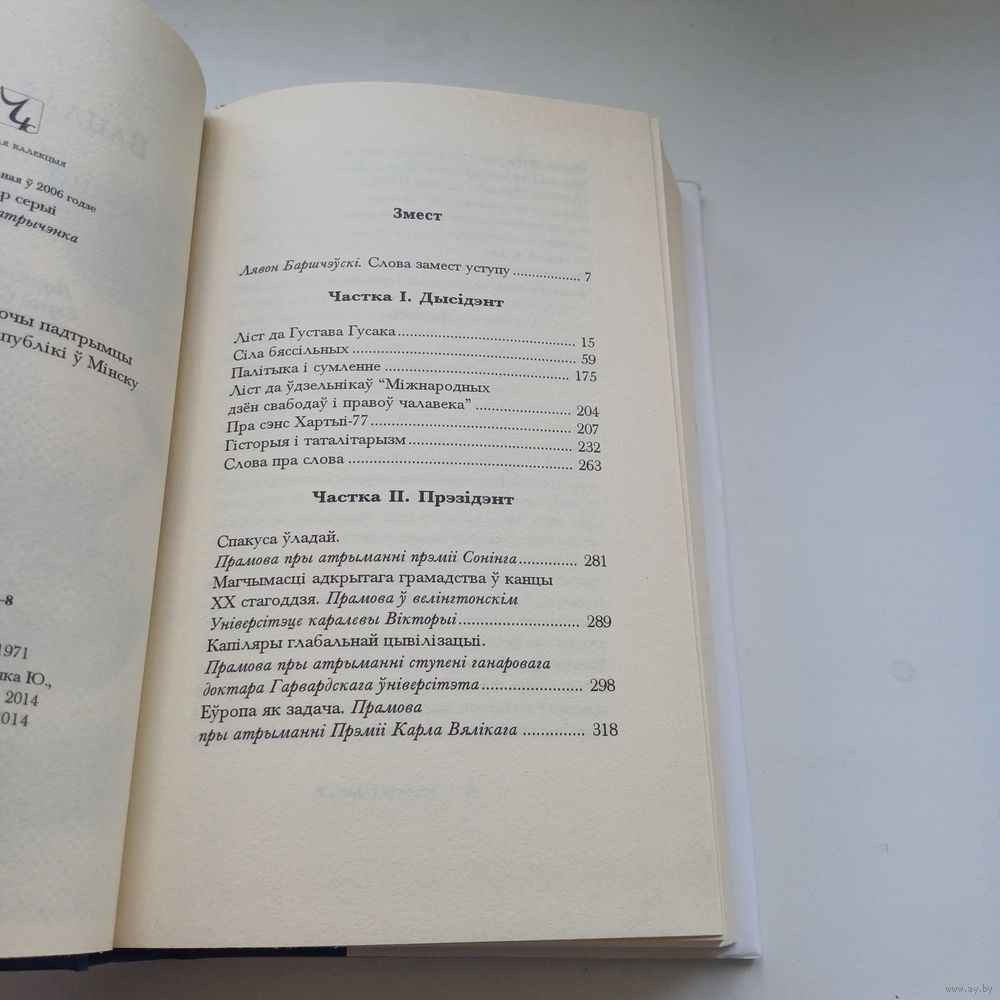 я калекцыя
ная ў 2006 годзе
р серыі
атрычэнка
очы падтрымцы
публікі ў Мінску
–8
1971
чка Ю.,
2014
2014
Змест
Лявон Баршчэўскі. Слова замест уступу .................. 7
Частка I. Дысідэнт
Ліст да Густава Гусака .................. 15
Сіла бяссільных .................. 59
Палітыка і сумленне .................. 175
Ліст да ўдзельнікаў “Міжнародных
дзён свабодаў і правоў чалавека” .................. 204
Пра сэнс Хартыі-77 .................. 207
Гісторыя і таталітарызм .................. 232
Слова пра слова .................. 263
Частка II. Прэзідэнт
Спакуса ўладай.
Прамова пры атрыманні прэміі Сонінга .................. 281
Магчымасці адкрытага грамадства ў канцы
XX стагоддзя. Прамова ў велінгтонскім
Універсітэце каралевы Вікторыі .................. 289
Капіляры глабальнай цывілізацыі.
Прамова пры атрыманні ступені ганаровага
доктара Гарвардскага ўніверсітэта .................. 298
Еўропа як задача. Прамова
пры атрыманні Прэміі Карла Вялікага .................. 318
www.ay.by